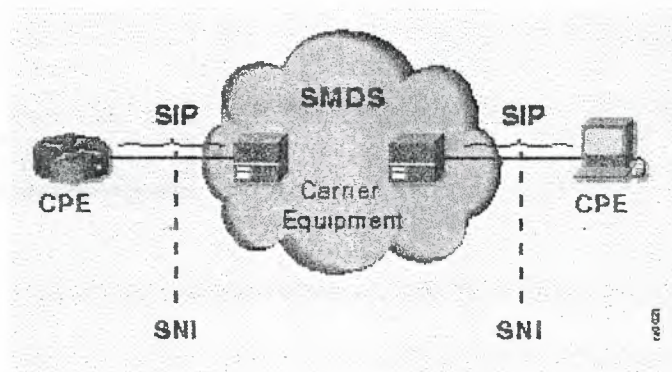 SMDS
SIP
SIP
CPE
Carrier
Equipment
CPE
SNI
SNI